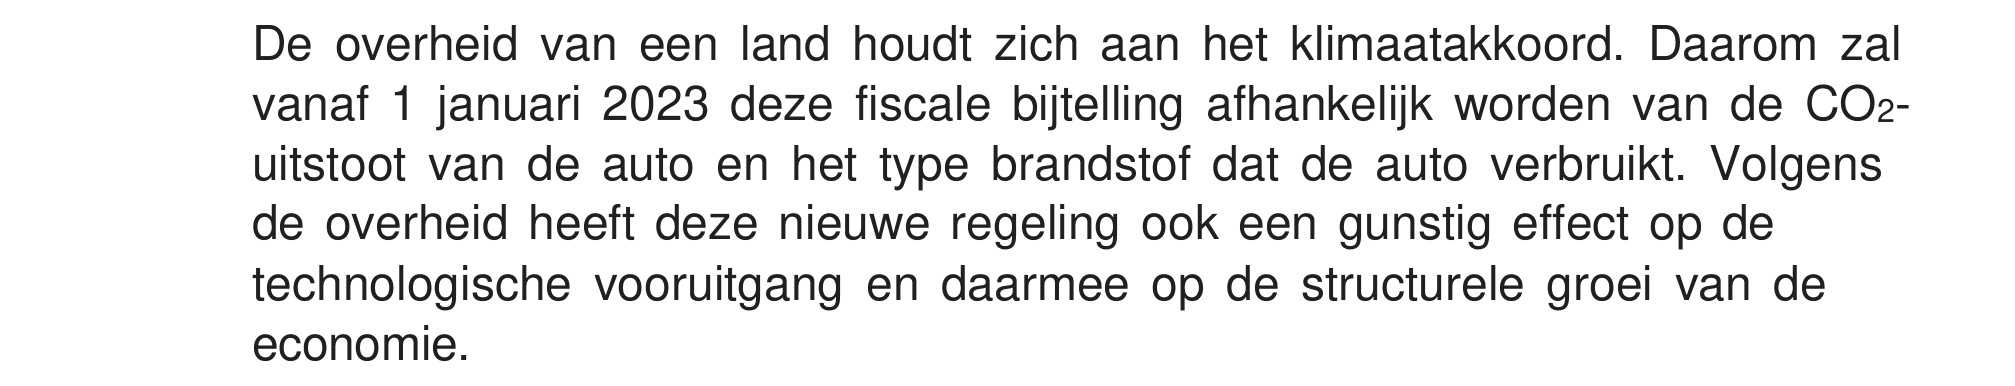 De overheid van een land houdt zich aan het klimaatakkoord. Daarom zal
vanaf 1 januari 2023 deze fiscale bijtelling afhankelijk worden van de CO₂-
uitstoot van de auto en het type brandstof dat de auto verbruikt. Volgens
de overheid heeft deze nieuwe regeling ook een gunstig effect op de
technologische vooruitgang en daarmee op de structurele groei van de
economie.